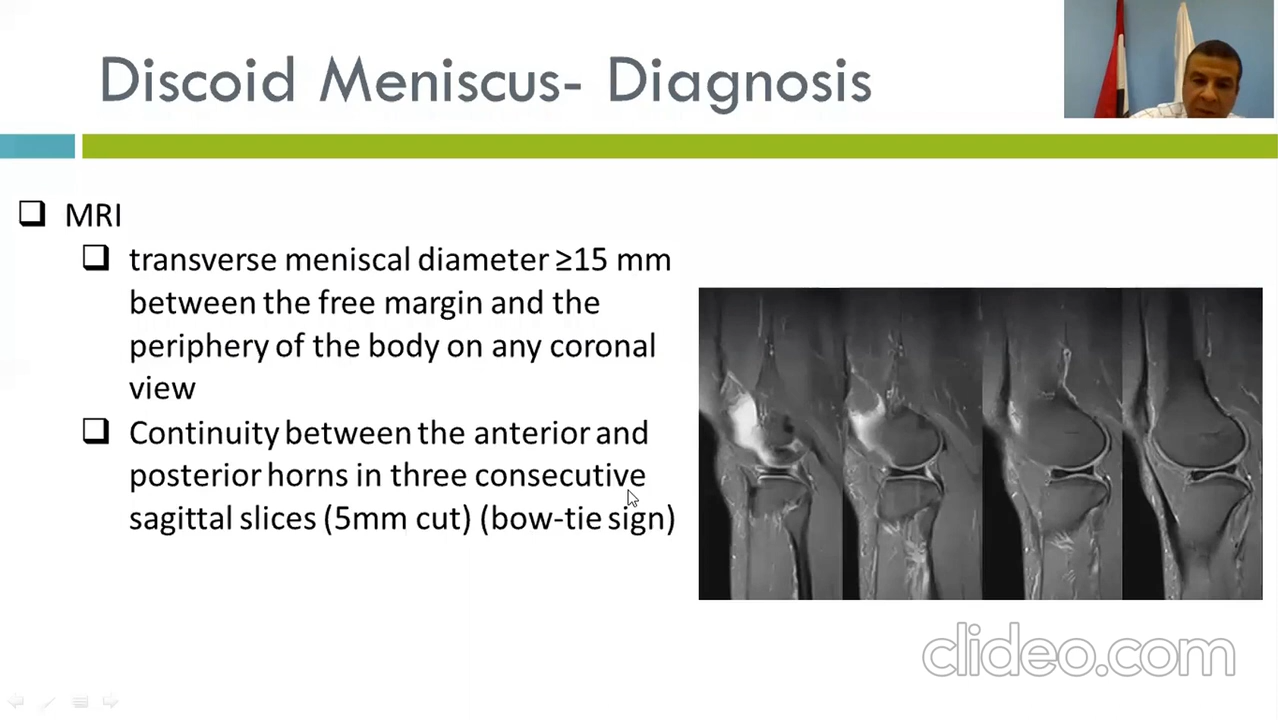 Discoid Meniscus- Diagnosis
MRI
transverse meniscal diameter ≥15 mm
between the free margin and the
periphery of the body on any coronal
view
Continuity between the anterior and
posterior horns in three consecutive
sagittal slices (5mm cut) (bow-tie sign)
clideo.com